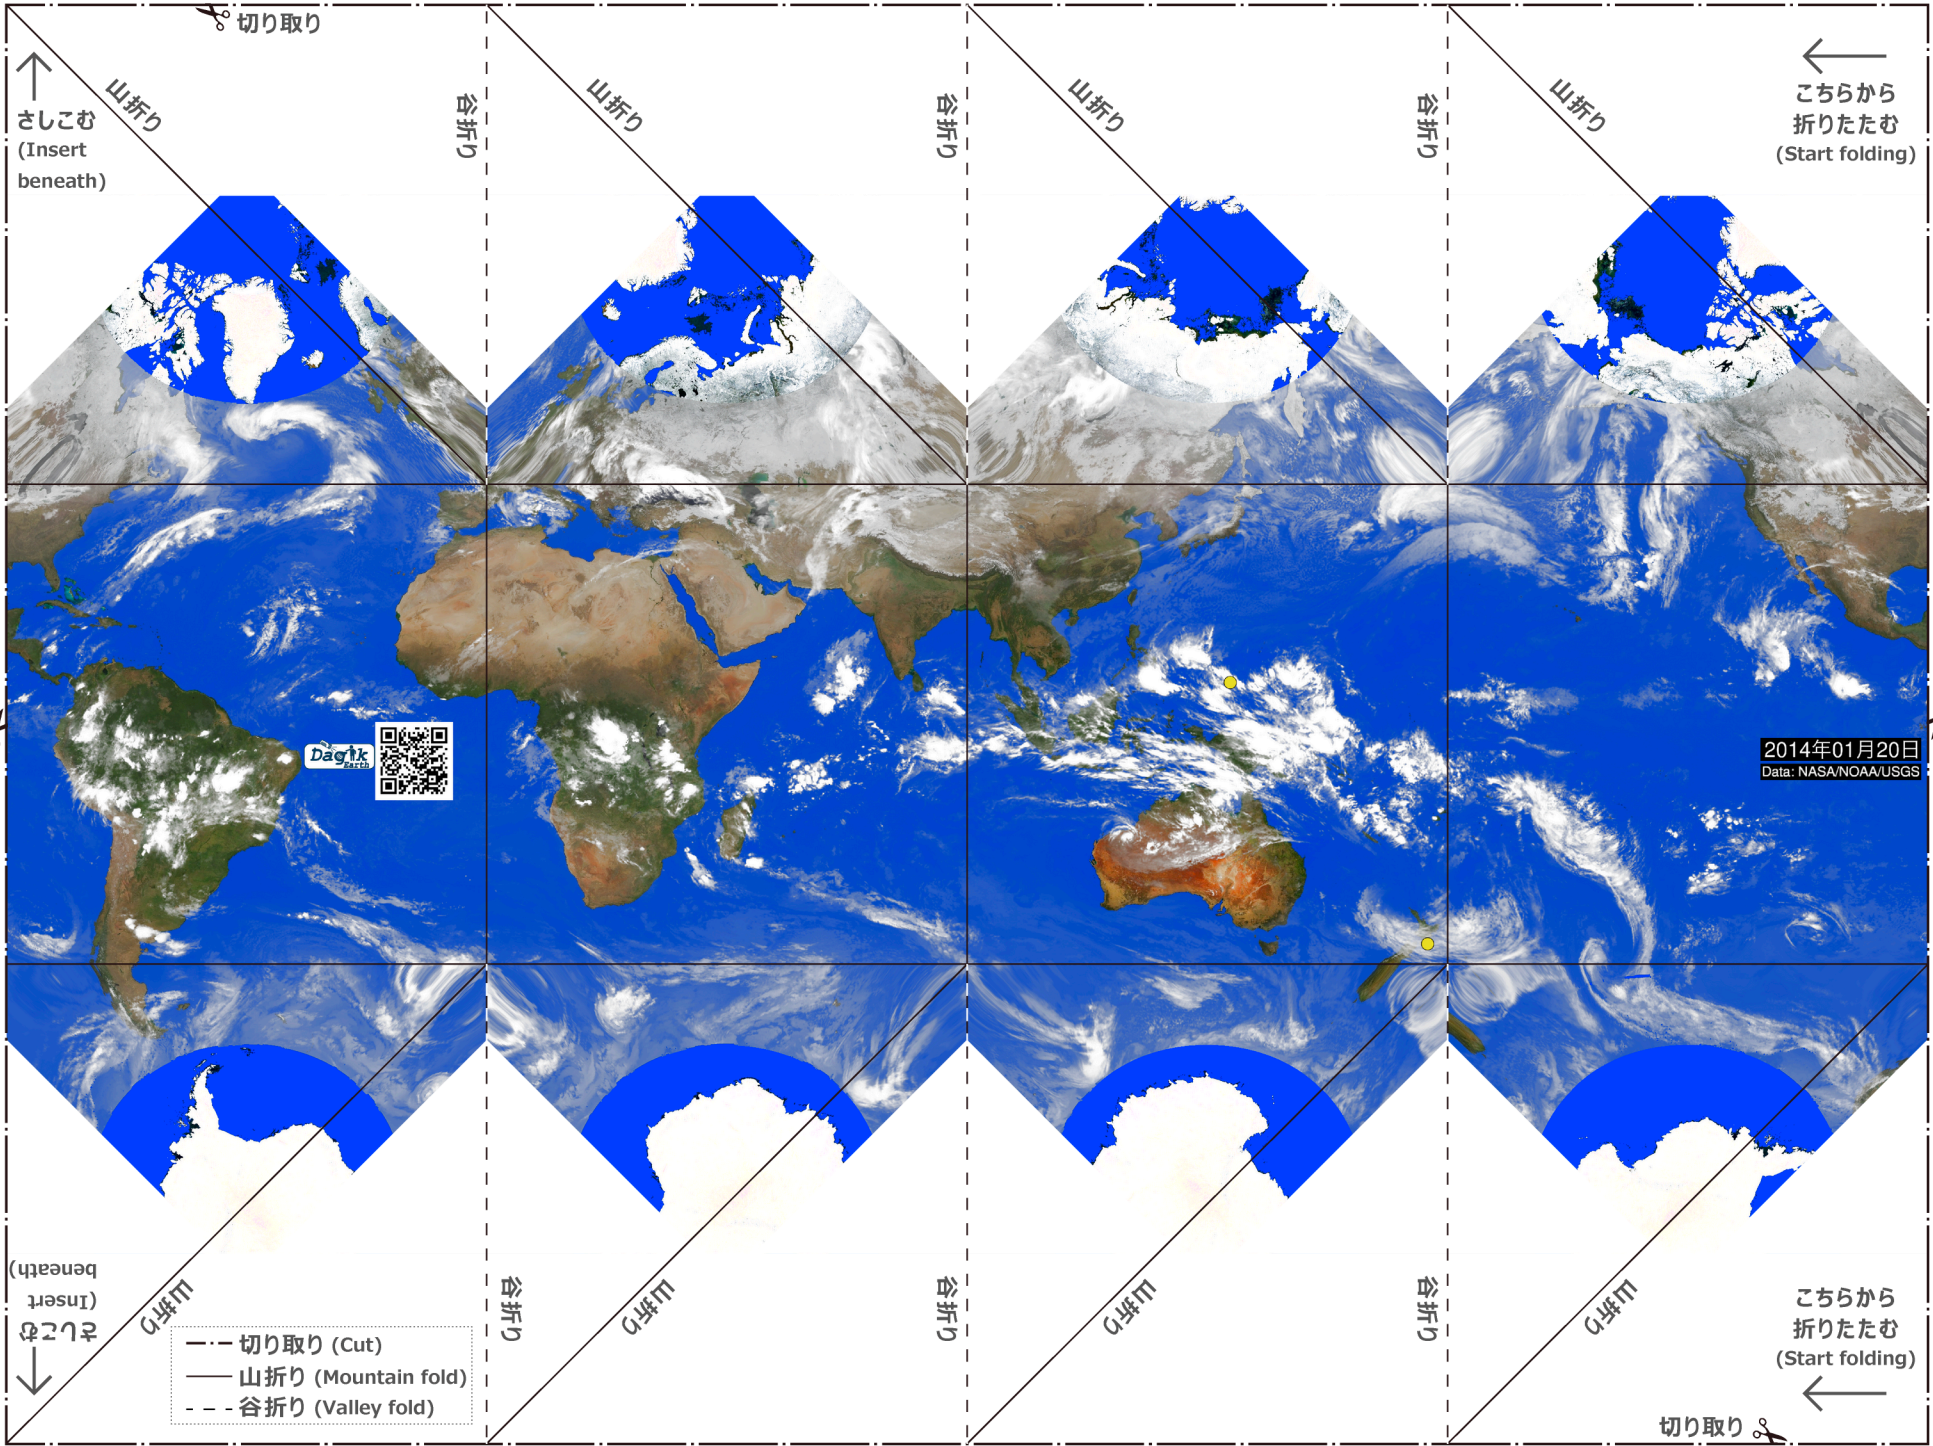 切り取り
山折り
山折り
山折り
山折り
谷折り
谷折り
谷折り
さしこむ
(Insert
beneath)
こちらから
折りたたむ
(Start folding)
Dagik
Earth
2014年01月20日
Data: NASA/NOAA/USGS
さしこむ
(Insert
beneath)
山折り
山折り
山折り
山折り
谷折り
谷折り
谷折り
こちらから
折りたたむ
(Start folding)
切り取り (Cut)
山折り (Mountain fold)
谷折り (Valley fold)
切り取り